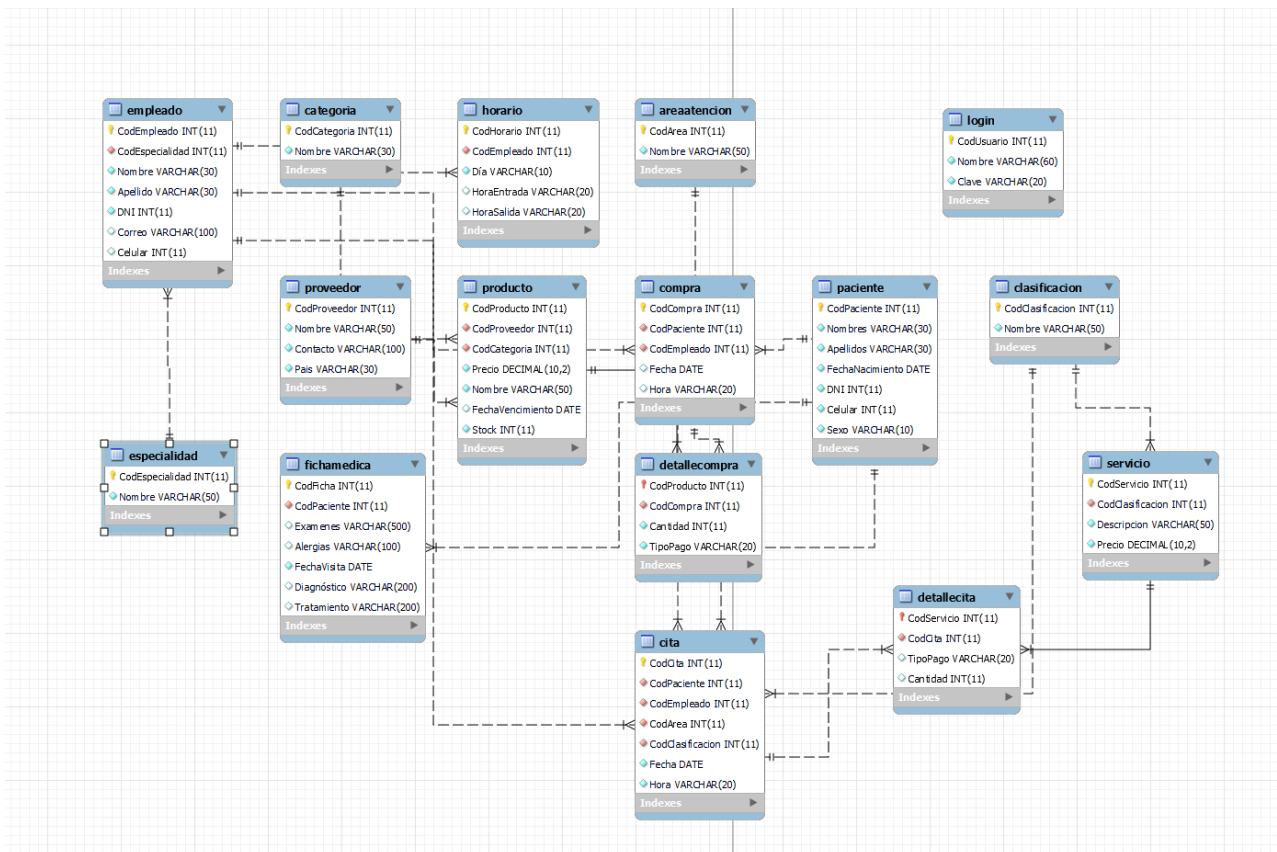 empleado
CodEmpleado INT(11)
CodEspecialidad INT(11)
Nombre VARCHAR(30)
Apellido VARCHAR(30)
DNI INT(11)
Correo VARCHAR(100)
Celular INT(11)
Indexes
categoria
CodCategoria INT(11)
Nombre VARCHAR(30)
Indexes
horario
CodHorario INT(11)
CodEmpleado INT(11)
Día VARCHAR(10)
HoraEntrada VARCHAR(20)
HoraSalida VARCHAR(20)
Indexes
areaatencion
CodArea INT(11)
Nombre VARCHAR(50)
Indexes
login
CodUsuario INT(11)
Nombre VARCHAR(60)
Clave VARCHAR(20)
Indexes
proveedor
CodProveedor INT(11)
Nombre VARCHAR(50)
Contacto VARCHAR(100)
Pais VARCHAR(30)
Indexes
producto
CodProducto INT(11)
CodProveedor INT(11)
CodCategoria INT(11)
Precio DECIMAL(10,2)
Nombre VARCHAR(50)
FechaVencimiento DATE
Stock INT(11)
Indexes
compra
CodCompra INT(11)
CodPaciente INT(11)
CodEmpleado INT(11)
Fecha DATE
Hora VARCHAR(20)
Indexes
paciente
CodPaciente INT(11)
Nombres VARCHAR(30)
Apellidos VARCHAR(30)
FechaNacimiento DATE
DNI INT(11)
Celular INT(11)
Sexo VARCHAR(10)
Indexes
clasificacion
CodClasificacion INT(11)
Nombre VARCHAR(50)
Indexes
especialidad
CodEspecialidad INT(11)
Nombre VARCHAR(50)
Indexes
fichamedica
CodFicha INT(11)
CodPaciente INT(11)
Examenes VARCHAR(500)
Alergias VARCHAR(100)
FechaVisita DATE
Diagnóstico VARCHAR(200)
Tratamiento VARCHAR(200)
Indexes
detallecompra
CodProducto INT(11)
CodCompra INT(11)
Cantidad INT(11)
TipoPago VARCHAR(20)
Indexes
servicio
CodServicio INT(11)
CodClasificacion INT(11)
Descripcion VARCHAR(50)
Precio DECIMAL(10,2)
Indexes
detallecita
CodServicio INT(11)
CodCita INT(11)
TipoPago VARCHAR(20)
Cantidad INT(11)
Indexes
cita
CodCita INT(11)
CodPaciente INT(11)
CodEmpleado INT(11)
CodArea INT(11)
CodClasificacion INT(11)
Fecha DATE
Hora VARCHAR(20)
Indexes